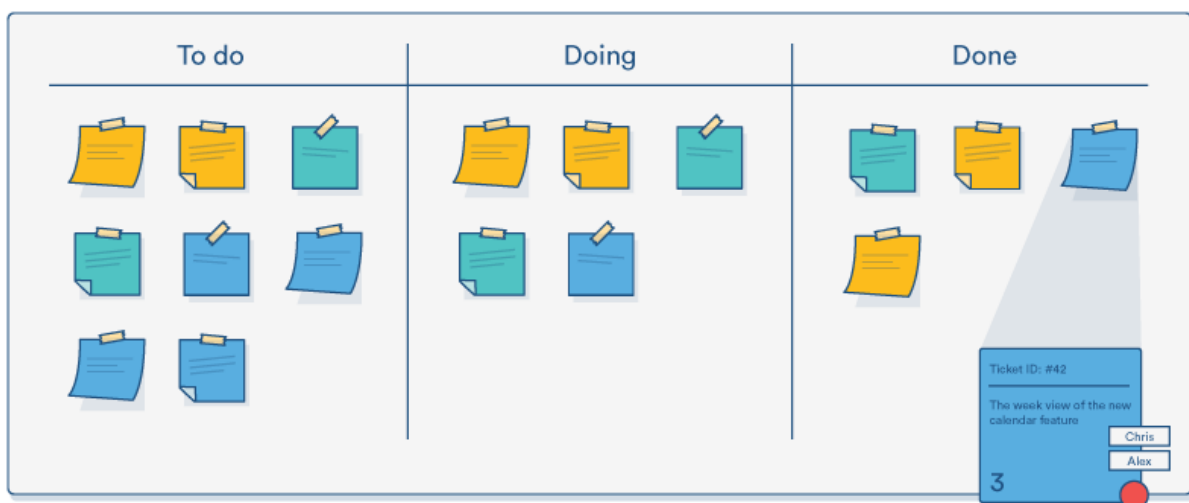 To do
Doing
Done
Ticket ID: #42
The week view of the new
calendar feature
Chris
Alex
3